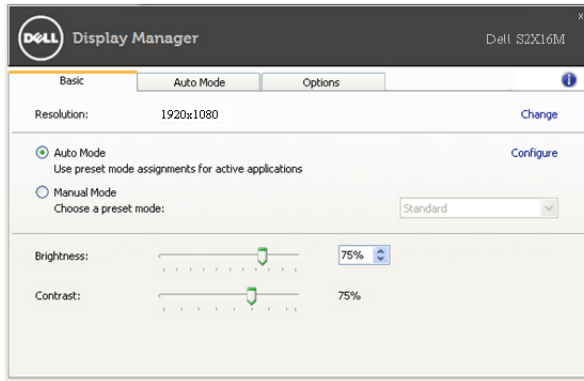 x
DELL Display Manager Dell S2X16M
Basic Auto Mode Options i
Resolution: 1920x1080 Change
Auto Mode Configure
Use preset mode assignments for active applications
Manual Mode
Choose a preset mode: Standard
Brightness: 75%
Contrast: 75%